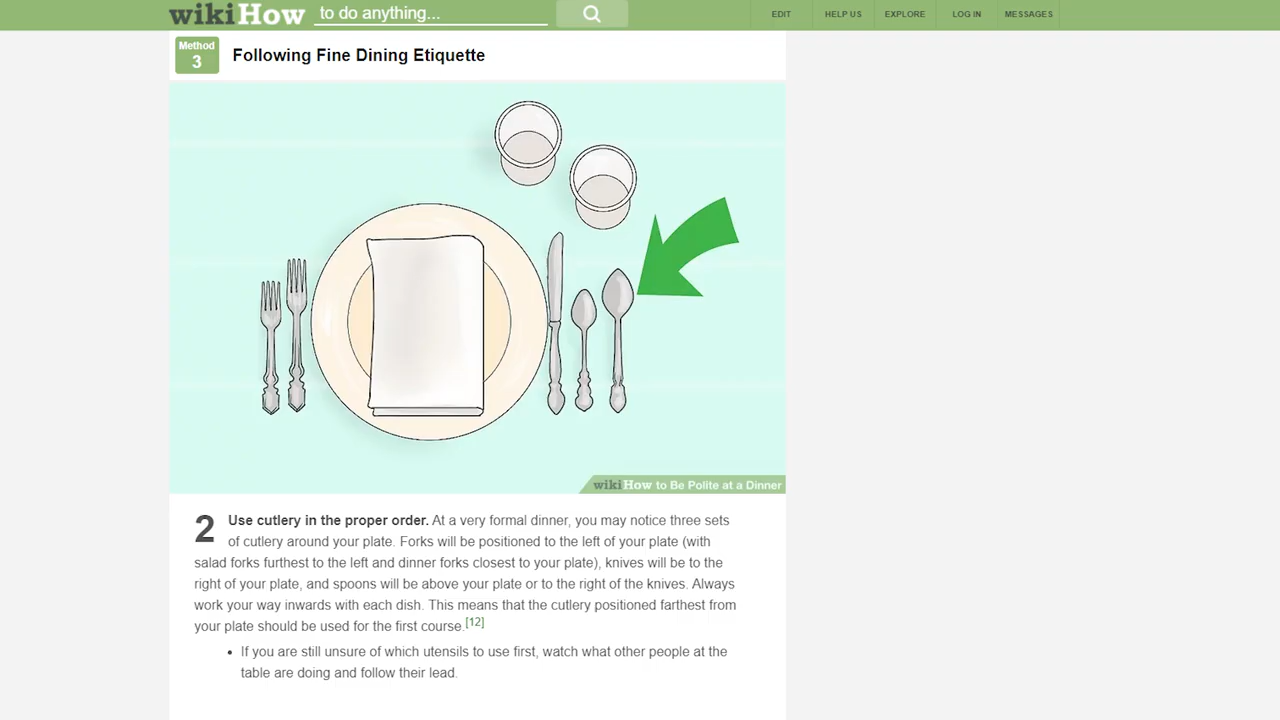 wikiHow to do anything...
EDIT HELP US EXPLORE LOG IN MESSAGES
Method
3
Following Fine Dining Etiquette
wikiHow to Be Polite at a Dinner
2 Use cutlery in the proper order. At a very formal dinner, you may notice three sets
of cutlery around your plate. Forks will be positioned to the left of your plate (with
salad forks furthest to the left and dinner forks closest to your plate), knives will be to the
right of your plate, and spoons will be above your plate or to the right of the knives. Always
work your way inwards with each dish. This means that the cutlery positioned farthest from
your plate should be used for the first course.[12]
• If you are still unsure of which utensils to use first, watch what other people at the
table are doing and follow their lead.